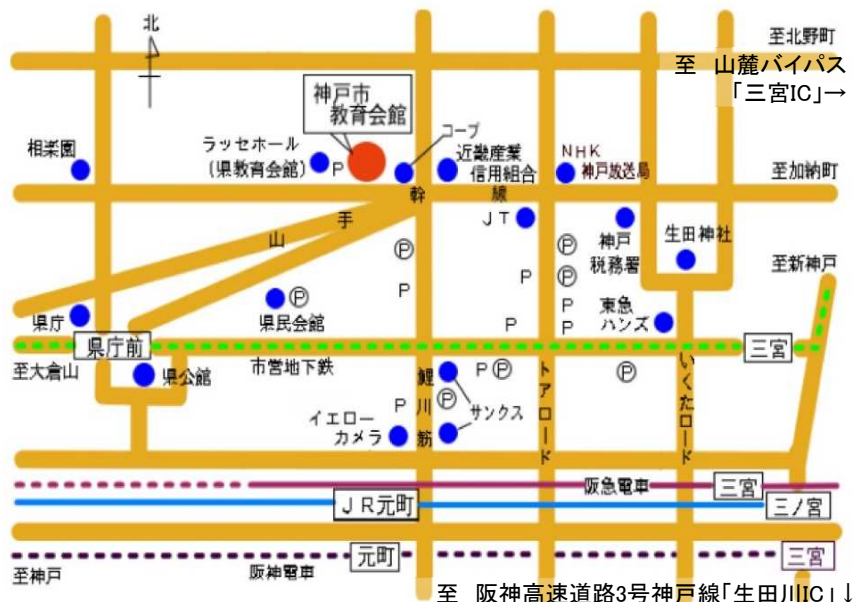 北
至北野町
至 山麓バイパス
「三宮IC」→
神戸市
教育会館
コープ
ラッセホール
(県教育会館)
P
相楽園
近畿産業
信用組合
NHK
神戸放送局
至加納町
山手幹線
JT
神戸
税務署
生田神社
至新神戸
Ⓟ
Ⓟ
Ⓟ
P
P
P
P
P
県庁
Ⓟ
県民会館
東急
ハンズ
県庁前
三宮
至大倉山
県公館
市営地下鉄
鯉川筋
PⓅ
Ⓟ
トアロード
いくたロード
P
Ⓟ
サンクス
イエロー
カメラ
阪急電車
三宮
JR元町
三ノ宮
元町
三宮
至神戸
阪神電車
至 阪神高速道路3号神戸線「生田川IC」↓